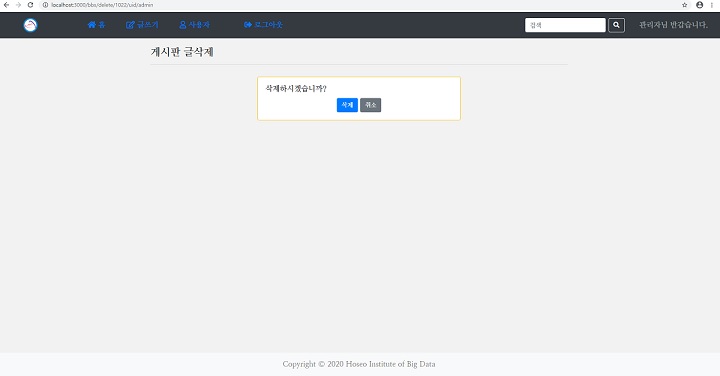 localhost:3000/bbs/delete/1022/uid/admin
홈 글쓰기 사용자 로그아웃 검색 관리자님 반갑습니다.
게시판 글삭제
삭제하시겠습니까?
삭제 취소
Copyright © 2020 Hoseo Institute of Big Data